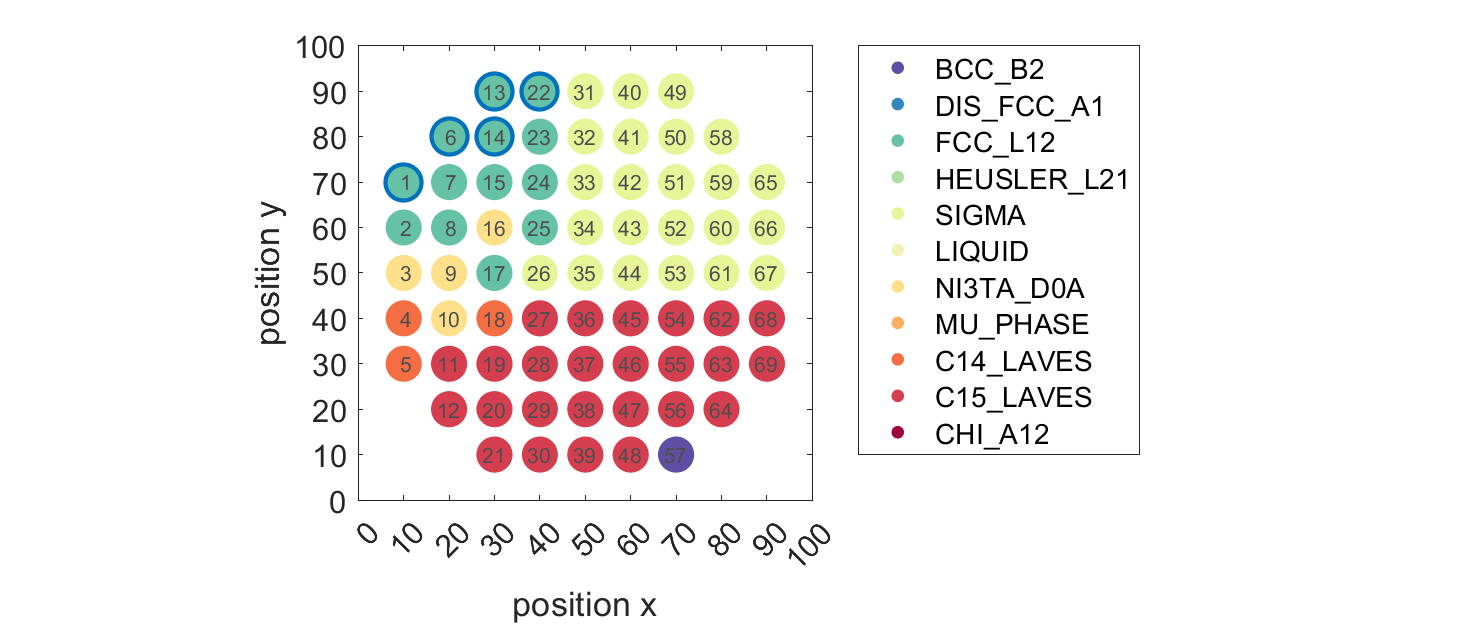 100
90
80
70
60
50
40
30
20
10
0
position y
13 22 31 40 49
6 14 23 32 41 50 58
1 7 15 24 33 42 51 59 65
2 8 16 25 34 43 52 60 66
3 9 17 26 35 44 53 61 67
4 10 18 27 36 45 54 62 68
5 11 19 28 37 46 55 63 69
12 20 29 38 47 56 64
21 30 39 48 57
0 10 20 30 40 50 60 70 80 90 100
position x
BCC_B2
DIS_FCC_A1
FCC_L12
HEUSLER_L21
SIGMA
LIQUID
NI3TA_D0A
MU_PHASE
C14_LAVES
C15_LAVES
CHI_A12